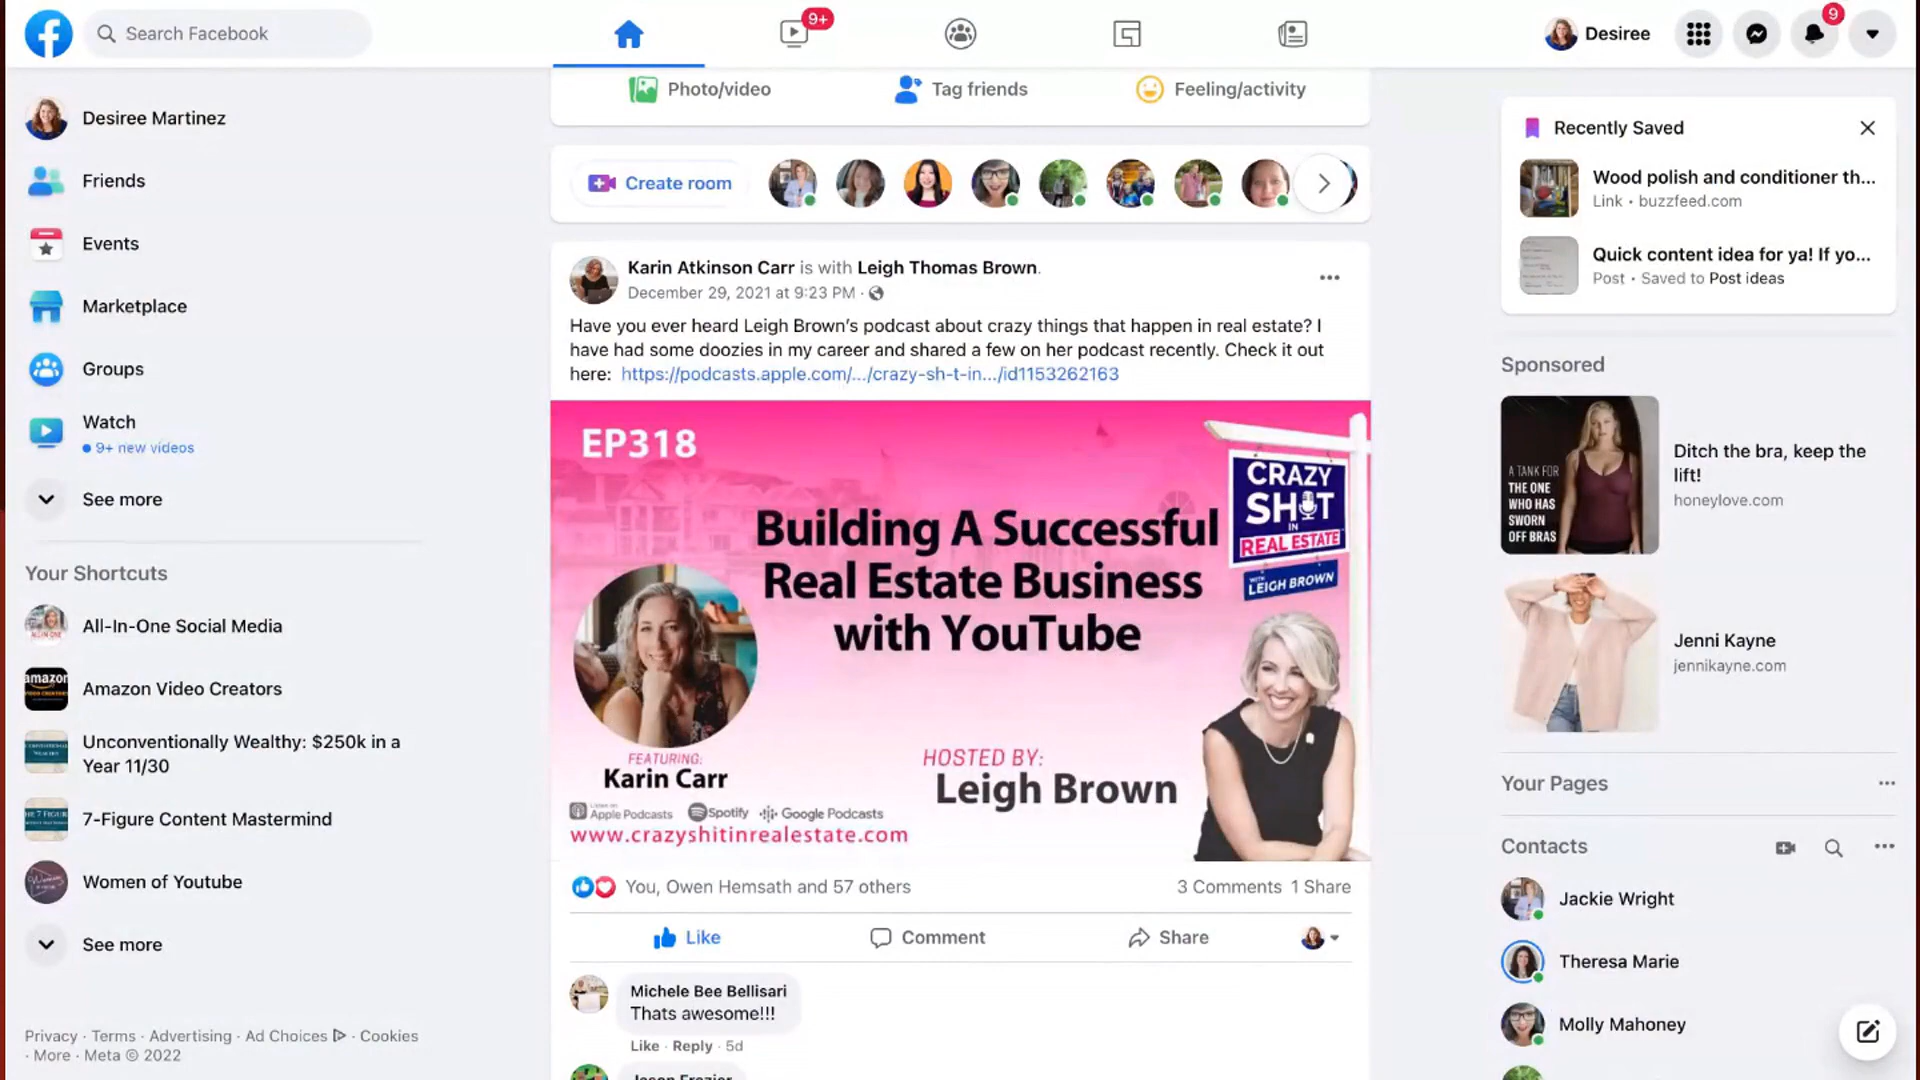 Search Facebook
9+
Desiree
9
Desiree Martinez
Friends
Events
Marketplace
Groups
Watch
9+ new videos
See more
Your Shortcuts
All-In-One Social Media
Amazon Video Creators
Unconventionally Wealthy: $250k in a
Year 11/30
7-Figure Content Mastermind
Women of Youtube
See more
Privacy · Terms · Advertising · Ad Choices · Cookies
· More · Meta © 2022
Photo/video
Tag friends
Feeling/activity
Create room
Karin Atkinson Carr is with Leigh Thomas Brown.
December 29, 2021 at 9:23 PM ·
Have you ever heard Leigh Brown's podcast about crazy things that happen in real estate? I
have had some doozies in my career and shared a few on her podcast recently. Check it out
here: https://podcasts.apple.com/.../crazy-sh-t-in.../id1153262163
EP318
CRAZY
SH!T
IN
REAL ESTATE
WITH
LEIGH BROWN
Building A Successful
Real Estate Business
with YouTube
FEATURING:
Karin Carr
HOSTED BY:
Leigh Brown
Listen on
Apple Podcasts
Spotify
Google Podcasts
www.crazyshitinrealestate.com
You, Owen Hemsath and 57 others
3 Comments 1 Share
Like
Comment
Share
Michele Bee Bellisari
Thats awesome!!!
Like · Reply · 5d
Jason Frazier
Recently Saved
Wood polish and conditioner th...
Link • buzzfeed.com
Quick content idea for ya! If yo...
Post • Saved to Post ideas
Sponsored
A TANK FOR
THE ONE
WHO HAS
SWORN
OFF BRAS
Ditch the bra, keep the
lift!
honeylove.com
Jenni Kayne
jennikayne.com
Your Pages
Contacts
Jackie Wright
Theresa Marie
Molly Mahoney